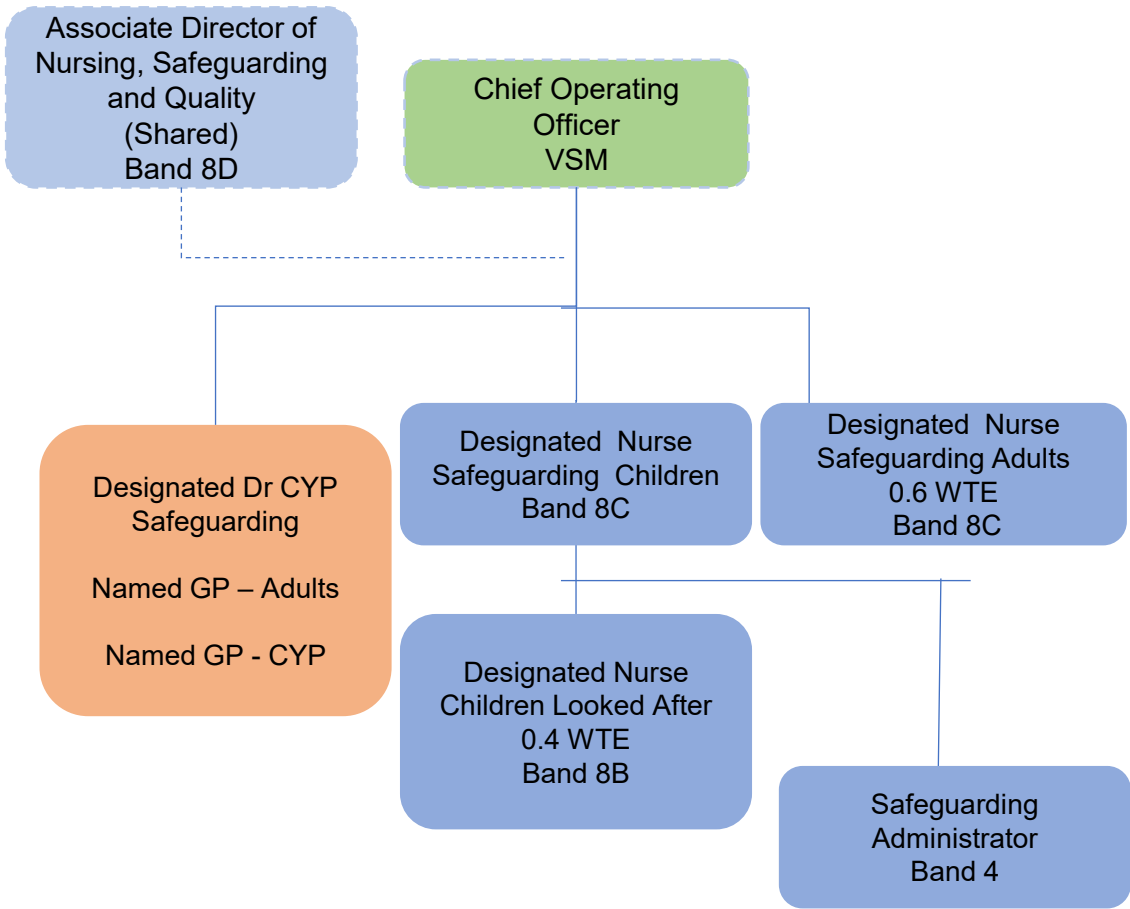 Associate Director of
Nursing, Safeguarding
and Quality
(Shared)
Band 8D
Chief Operating
Officer
VSM
Designated Dr CYP
Safeguarding
Named GP – Adults
Named GP - CYP
Designated Nurse
Safeguarding Children
Band 8C
Designated Nurse
Safeguarding Adults
0.6 WTE
Band 8C
Designated Nurse
Children Looked After
0.4 WTE
Band 8B
Safeguarding
Administrator
Band 4